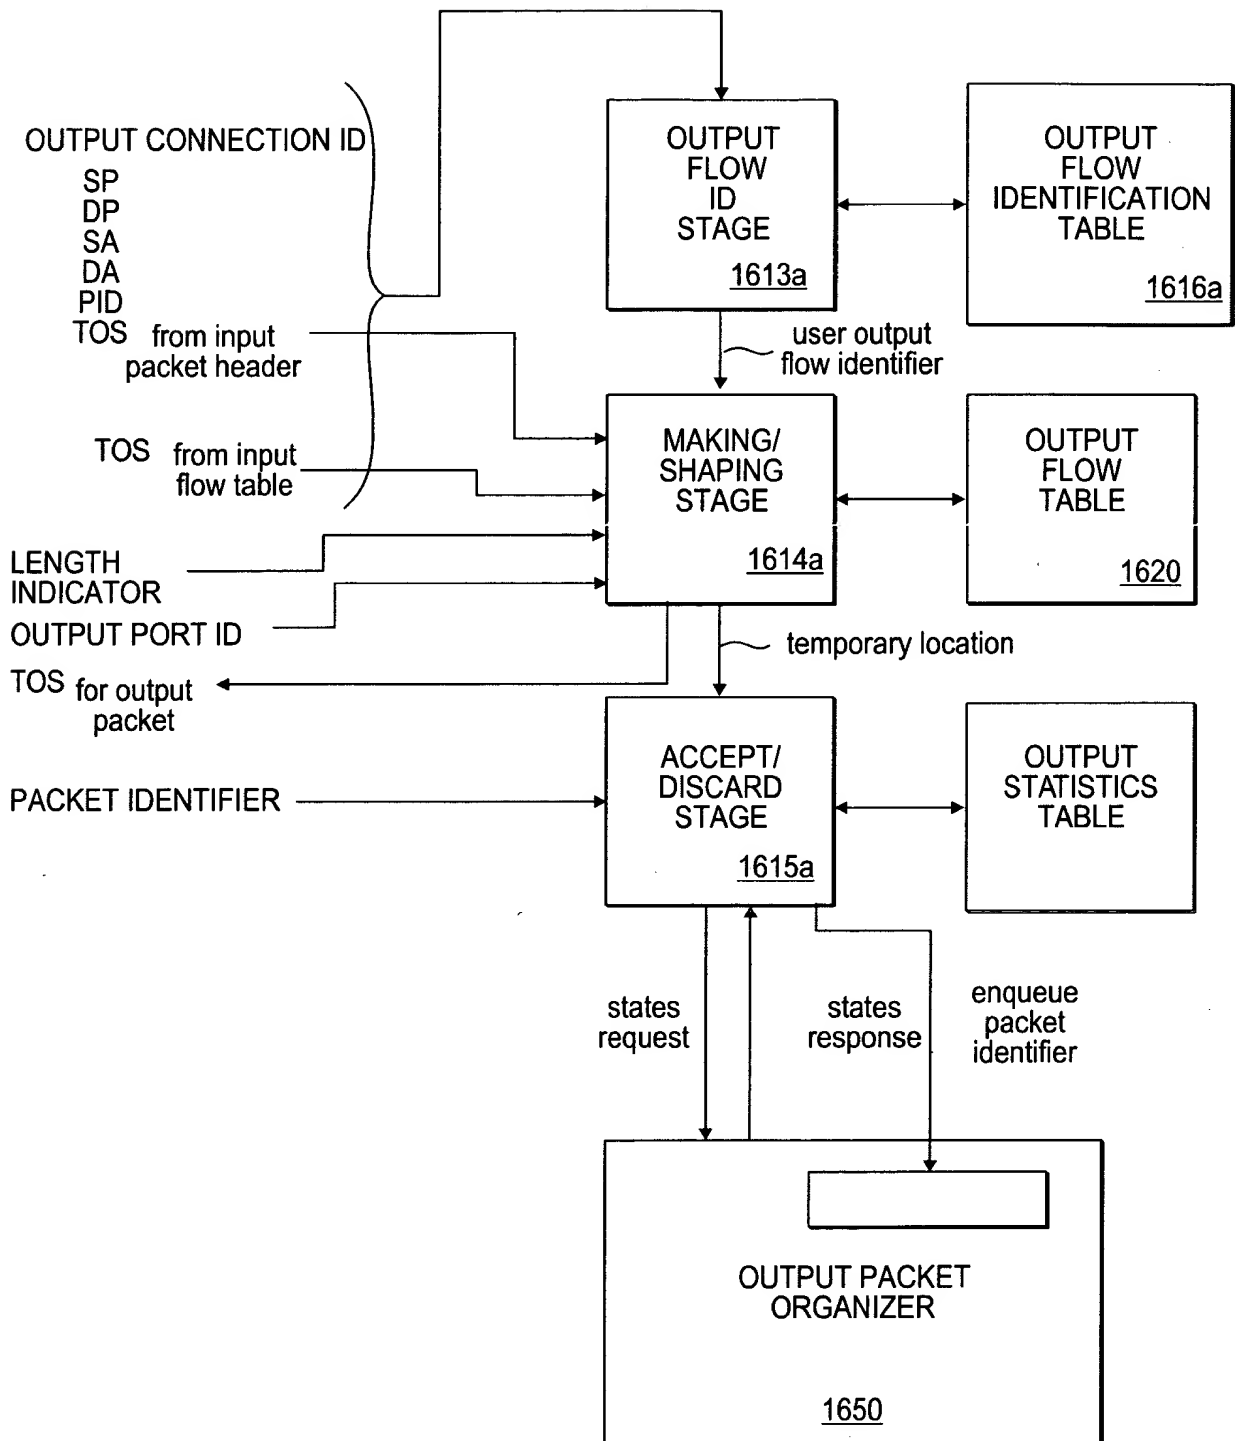 OUTPUT CONNECTION ID
SP
DP
SA
DA
PID
TOS from input
packet header
TOS from input
flow table
LENGTH
INDICATOR
OUTPUT PORT ID
TOS for output
packet
PACKET IDENTIFIER
OUTPUT
FLOW
ID
STAGE
1613a
OUTPUT
FLOW
IDENTIFICATION
TABLE
1616a
user output
flow identifier
MAKING/
SHAPING
STAGE
1614a
OUTPUT
FLOW
TABLE
1620
temporary location
ACCEPT/
DISCARD
STAGE
1615a
OUTPUT
STATISTICS
TABLE
states
request
states
response
enqueue
packet
identifier
OUTPUT PACKET
ORGANIZER
1650